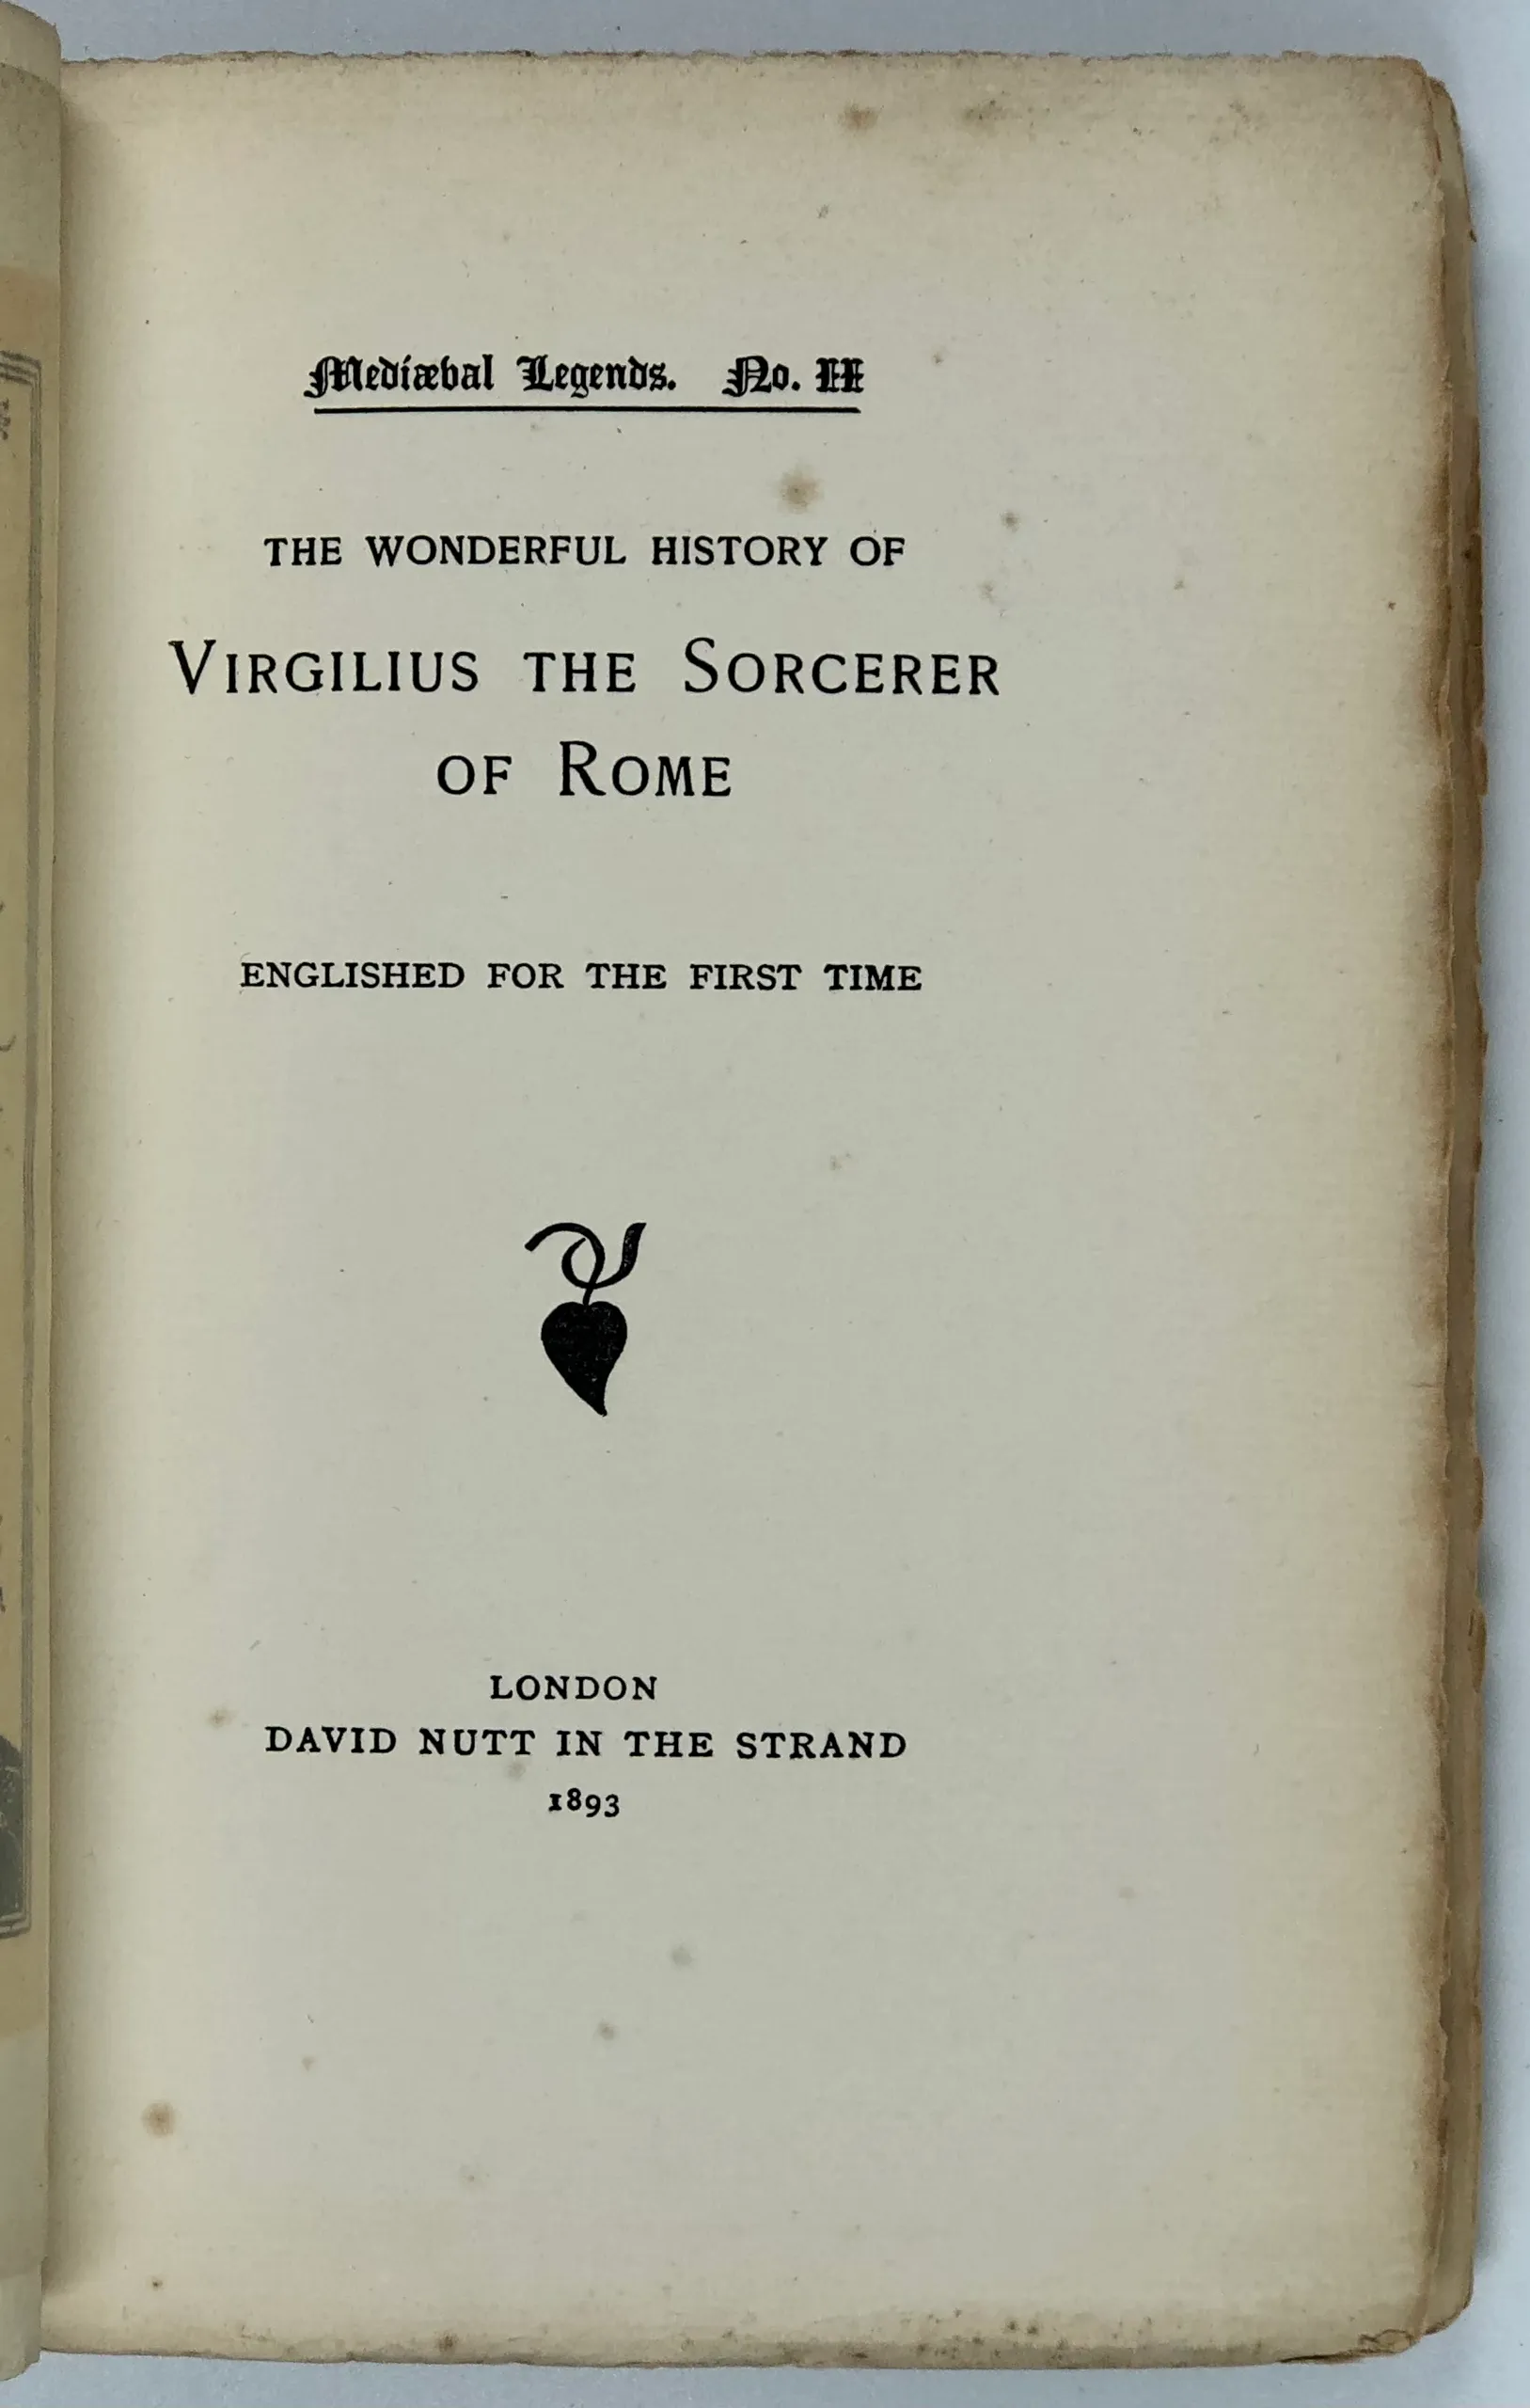 Mediæval Legends. No. II
THE WONDERFUL HISTORY OF
VIRGILIUS THE SORCERER
OF ROME
ENGLISHED FOR THE FIRST TIME
LONDON
DAVID NUTT IN THE STRAND
1893